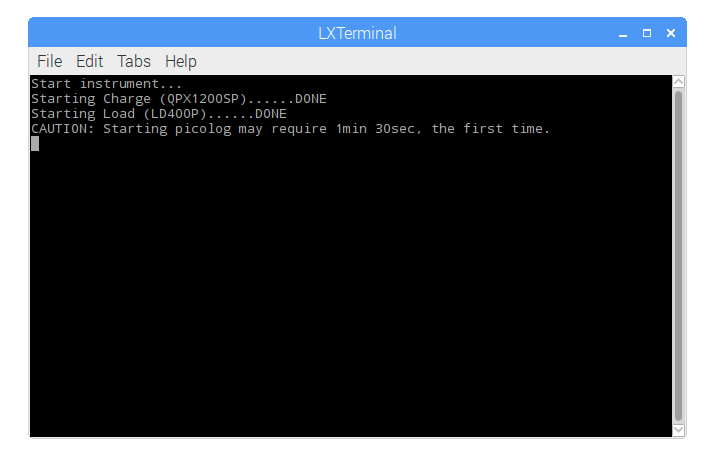 LXTerminal
File Edit Tabs Help
Start instrument...
Starting Charge (QPX1200SP)......DONE
Starting Load (LD400P)......DONE
CAUTION: Starting picolog may require 1min 30sec, the first time.